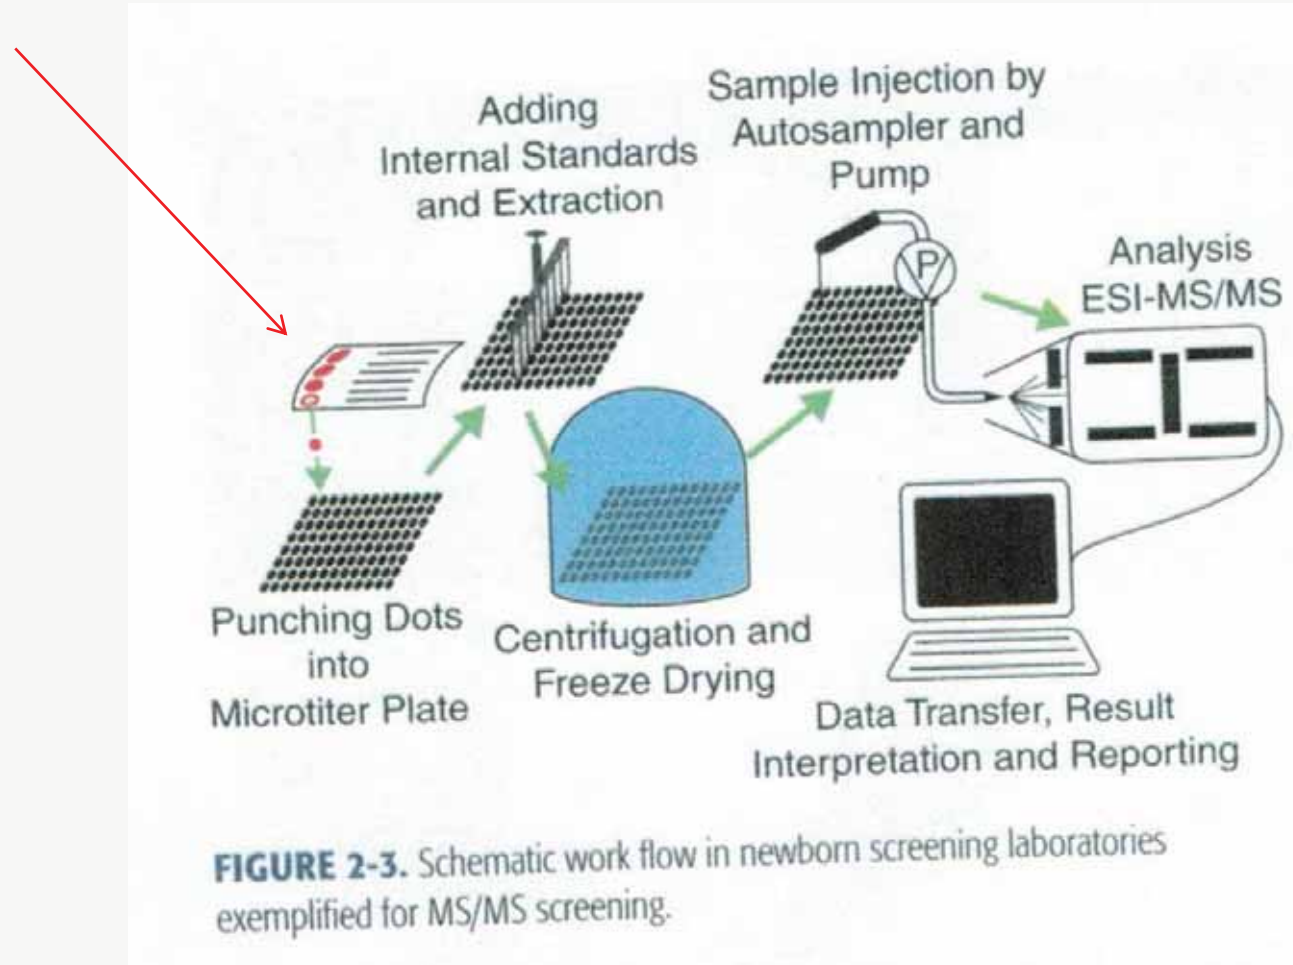 Adding
Internal Standards
and Extraction
Sample Injection by
Autosampler and
Pump
P
Analysis
ESI-MS/MS
Punching Dots
into
Microtiter Plate
Centrifugation and
Freeze Drying
Data Transfer, Result
Interpretation and Reporting
FIGURE 2-3. Schematic work flow in newborn screening laboratories
exemplified for MS/MS screening.